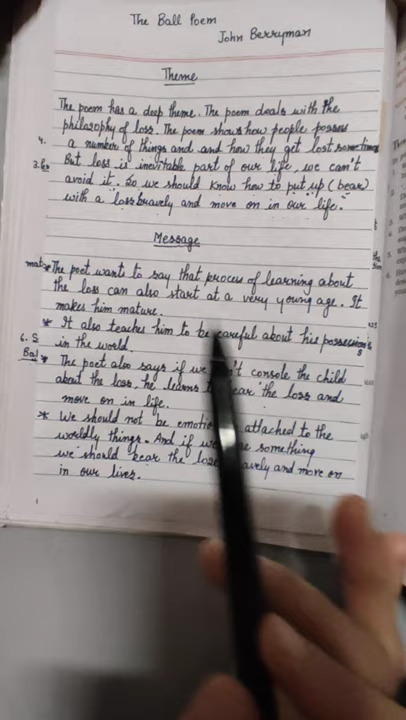 The Ball Poem
John Berryman
Theme
The poem has a deep theme. The poem deals with the
philosophy of loss. The poem shows how people possess
a number of things and and how they get lost sometimes
But loss is inevitable part of our life, we can't
avoid it. So we should know how to put up (bear)
with a loss bravely and move on in our life.
Message
* The poet wants to say that proces of learning about
the loss can also start at a very young age. It
makes him mature.
* It also teaches him to be careful about his possessions
in the world.
* The poet also says if we console the child
about the loss, he learns bear the loss and
move on in life.
* We should not be attached to the
worldly things. And if something
we should bear the and move on
in our lives.